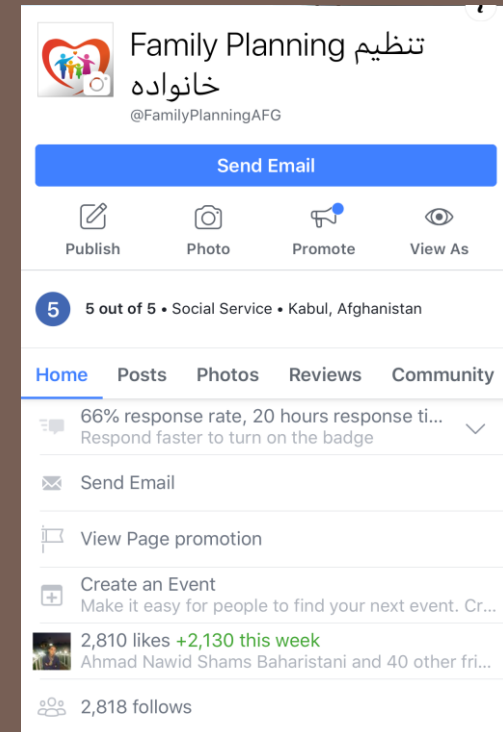 Family Planning تنظیم
خانواده
@FamilyPlanningAFG
Send Email
Publish
Photo
Promote
View As
5
5 out of 5 • Social Service • Kabul, Afghanistan
Home
Posts
Photos
Reviews
Community
66% response rate, 20 hours response ti...
Respond faster to turn on the badge
Send Email
View Page promotion
Create an Event
Make it easy for people to find your next event. Cr...
2,810 likes +2,130 this week
Ahmad Nawid Shams Baharistani and 40 other fri...
2,818 follows